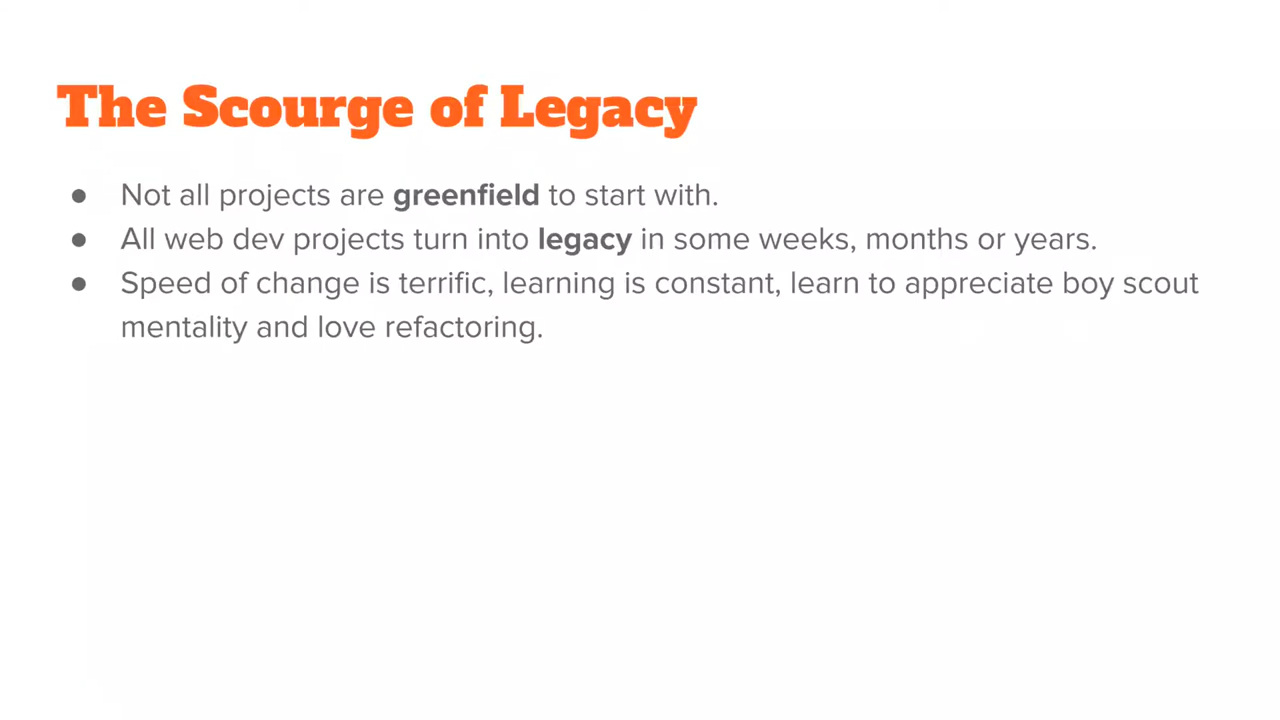 The Scourge of Legacy
● Not all projects are greenfield to start with.
● All web dev projects turn into legacy in some weeks, months or years.
● Speed of change is terrific, learning is constant, learn to appreciate boy scout
mentality and love refactoring.